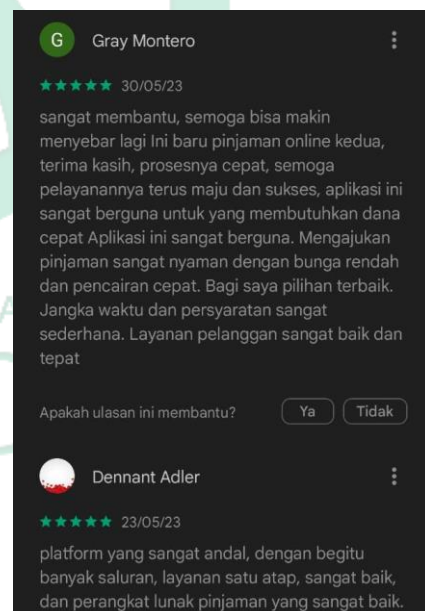 G Gray Montero
30/05/23
sangat membantu, semoga bisa makin
menyebar lagi Ini baru pinjaman online kedua,
terima kasih, prosesnya cepat, semoga
pelayanannya terus maju dan sukses, aplikasi ini
sangat berguna untuk yang membutuhkan dana
cepat Aplikasi ini sangat berguna. Mengajukan
pinjaman sangat nyaman dengan bunga rendah
dan pencairan cepat. Bagi saya pilihan terbaik.
Jangka waktu dan persyaratan sangat
sederhana. Layanan pelanggan sangat baik dan
tepat
Apakah ulasan ini membantu? Ya Tidak
Dennant Adler
23/05/23
platform yang sangat andal, dengan begitu
banyak saluran, layanan satu atap, sangat baik,
dan perangkat lunak pinjaman yang sangat baik.